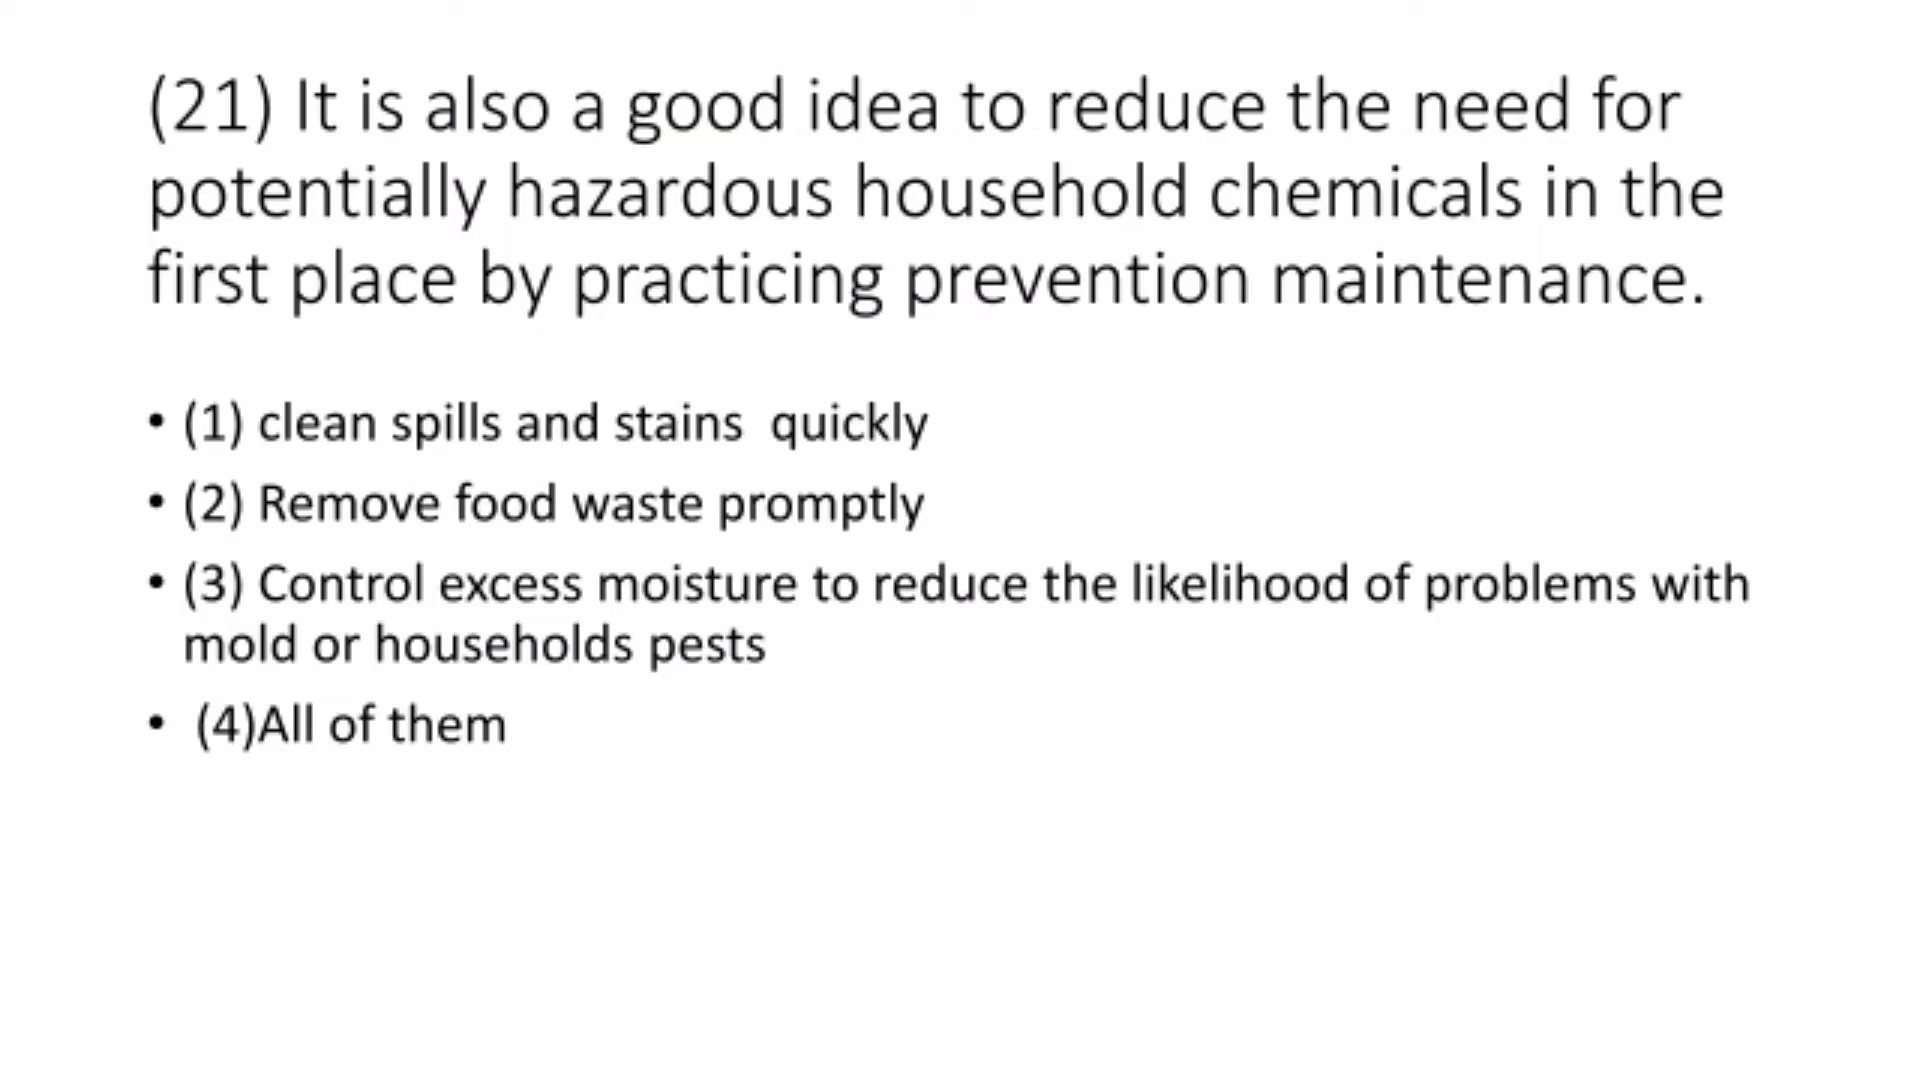 (21) It is also a good idea to reduce the need for
potentially hazardous household chemicals in the
first place by practicing prevention maintenance.
• (1) clean spills and stains  quickly
• (2) Remove food waste promptly
• (3) Control excess moisture to reduce the likelihood of problems with
mold or households pests
• (4)All of them